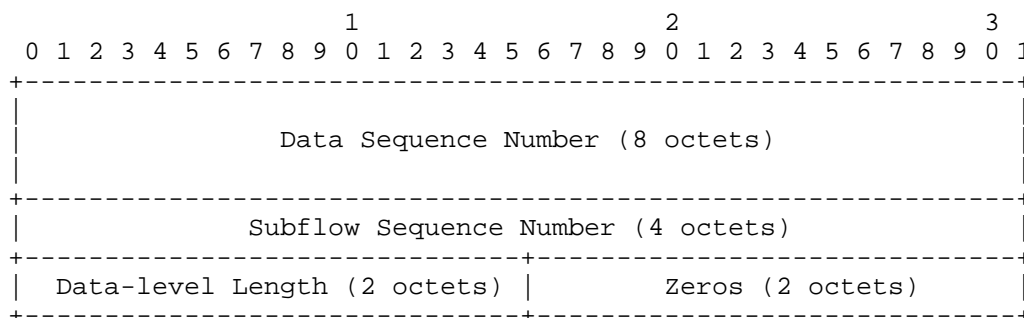 1 2 3
0 1 2 3 4 5 6 7 8 9 0 1 2 3 4 5 6 7 8 9 0 1 2 3 4 5 6 7 8 9 0 1
Data Sequence Number (8 octets)
Subflow Sequence Number (4 octets)
Data-level Length (2 octets) | Zeros (2 octets)